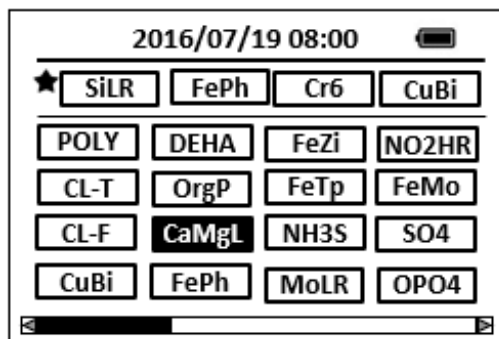 2016/07/19 08:00
SiLR FePh Cr6 CuBi
POLY DEHA FeZi NO2HR
CL-T OrgP FeTp FeMo
CL-F CaMgL NH3S SO4
CuBi FePh MoLR OPO4